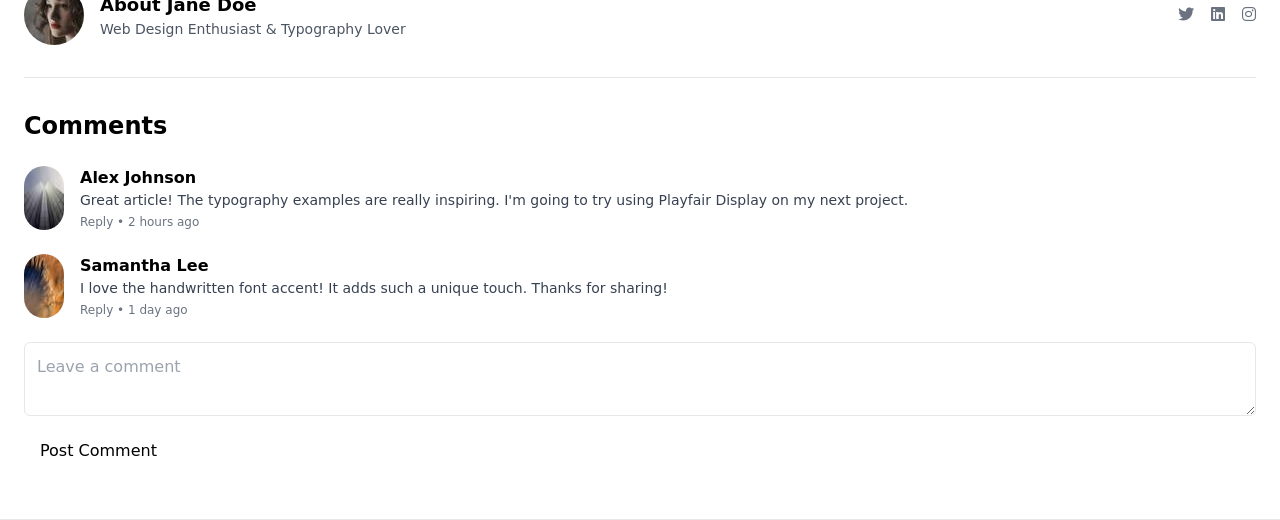 About Jane Doe
Web Design Enthusiast & Typography Lover
Comments
Alex Johnson
Great article! The typography examples are really inspiring. I'm going to try using Playfair Display on my next project.
Reply • 2 hours ago
Samantha Lee
I love the handwritten font accent! It adds such a unique touch. Thanks for sharing!
Reply • 1 day ago
Leave a comment
Post Comment